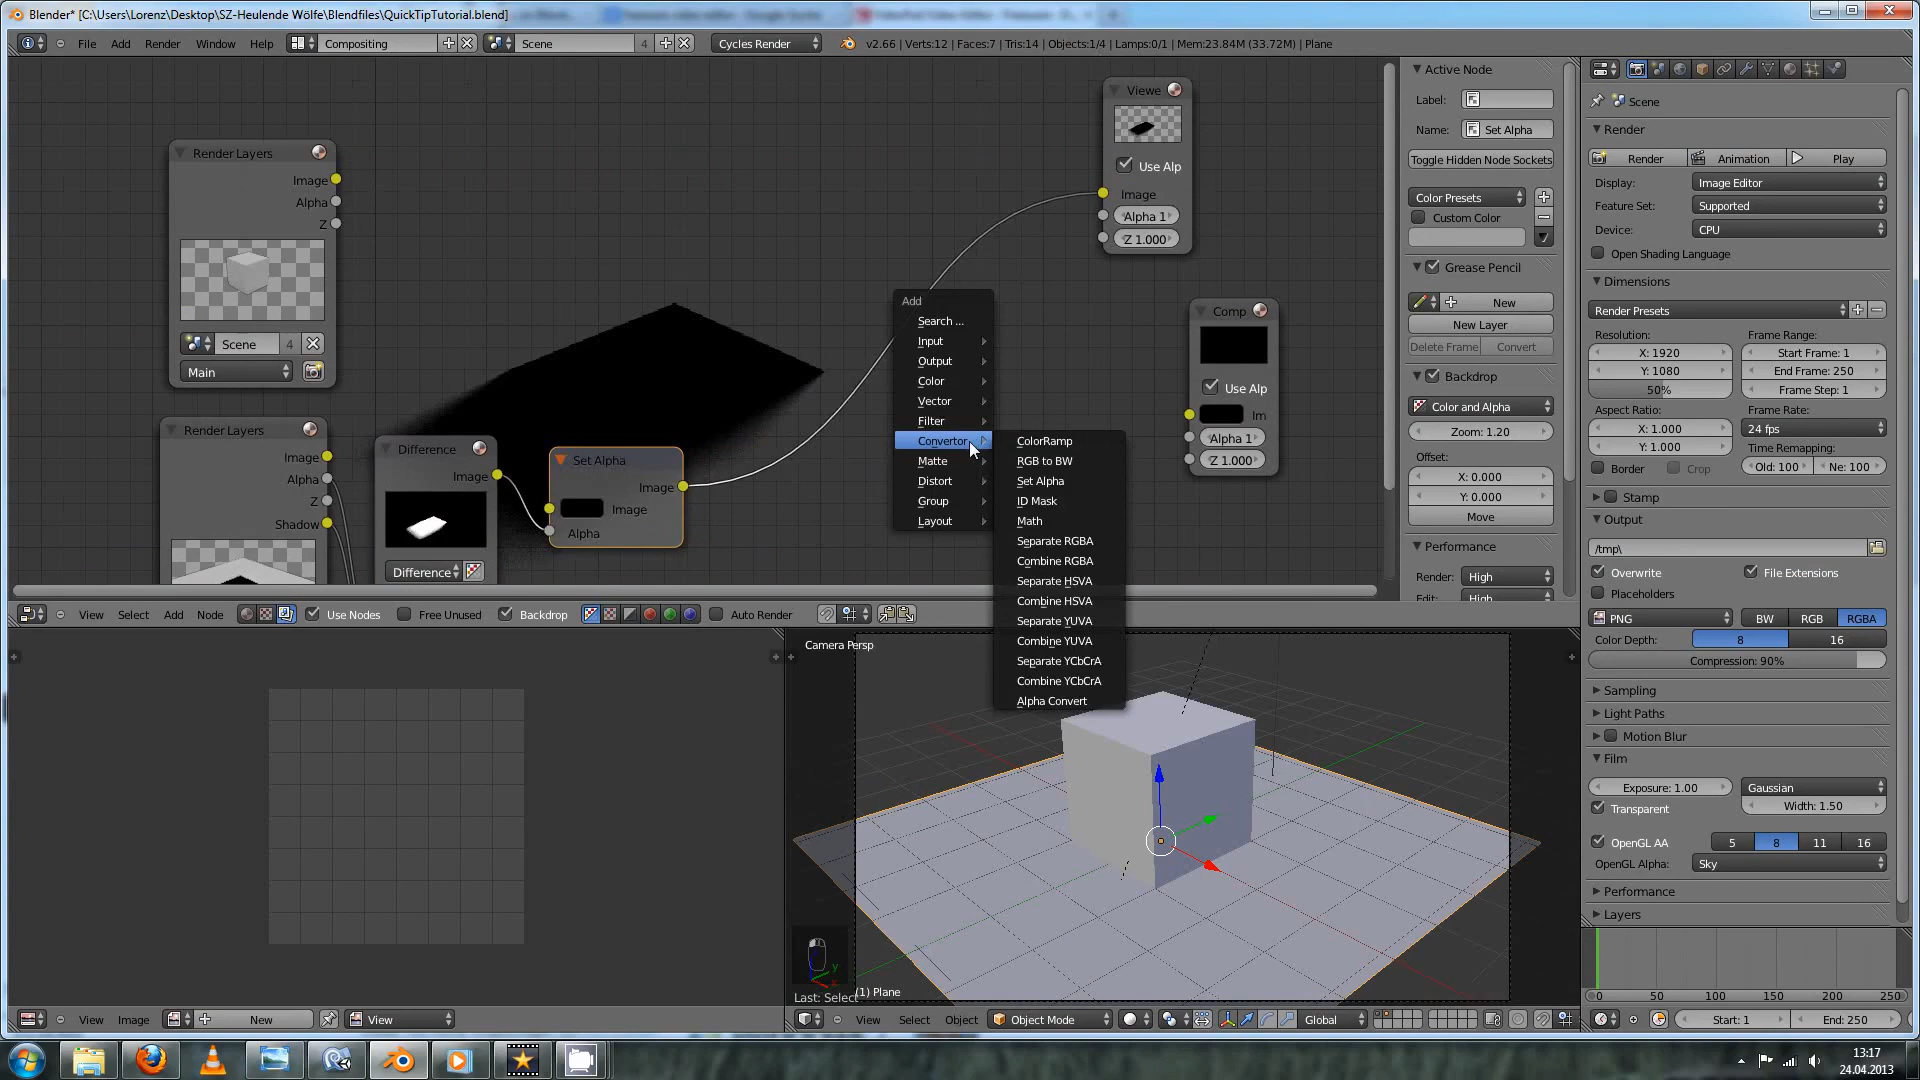 Blender* [C:\Users\Lorenz\Desktop\SZ-Heulende Wölfe\Blendfiles\QuickTipTutorial.blend]
File Add Render Window Help Compositing Scene 4 Cycles Render v2.66 | Verts:12 | Faces:7 | Tris:14 | Objects:1/4 | Lamps:0/1 | Mem:23.84M (33.72M) | Plane
Render Layers
Image
Alpha
Z
Scene 4
Main
Render Layers
Image
Alpha
Z
Shadow
Difference
Image
Difference
Set Alpha
Image
Image
Alpha
Viewe
Use Alp
Image
Alpha 1
Z 1.000
Comp
Use Alp
Im
Alpha 1
Z 1.000
Add
Search ...
Input
Output
Color
Vector
Filter
Convertor
Matte
Distort
Group
Layout
ColorRamp
RGB to BW
Set Alpha
ID Mask
Math
Separate RGBA
Combine RGBA
Separate HSVA
Combine HSVA
Separate YUVA
Combine YUVA
Separate YCbCrA
Combine YCbCrA
Alpha Convert
Active Node
Label:
Name: Set Alpha
Toggle Hidden Node Sockets
Color Presets
Custom Color
Grease Pencil
New
New Layer
Delete Frame Convert
Backdrop
Color and Alpha
Zoom: 1.20
Offset:
X: 0.000
Y: 0.000
Move
Performance
Render: High
Edit: High
View Select Add Node Use Nodes Free Unused Backdrop Auto Render
Scene
Render
Render Animation Play
Display: Image Editor
Feature Set: Supported
Device: CPU
Open Shading Language
Dimensions
Render Presets
Resolution: Frame Range:
X: 1920 Start Frame: 1
Y: 1080 End Frame: 250
50% Frame Step: 1
Aspect Ratio: Frame Rate:
X: 1.000 24 fps
Y: 1.000 Time Remapping:
Border Crop Old: 100 Ne: 100
Stamp
Output
/tmp\
Overwrite File Extensions
Placeholders
PNG BW RGB RGBA
Color Depth: 8 16
Compression: 90%
Sampling
Light Paths
Motion Blur
Film
Exposure: 1.00 Gaussian
Transparent Width: 1.50
OpenGL AA 5 8 11 16
OpenGL Alpha: Sky
Performance
Layers
Camera Persp
y
Last: Select
(1) Plane
View Image New View
View Select Object Object Mode Global
0 50 100 150 200 250
Start: 1 End: 250
13:17
24.04.2013